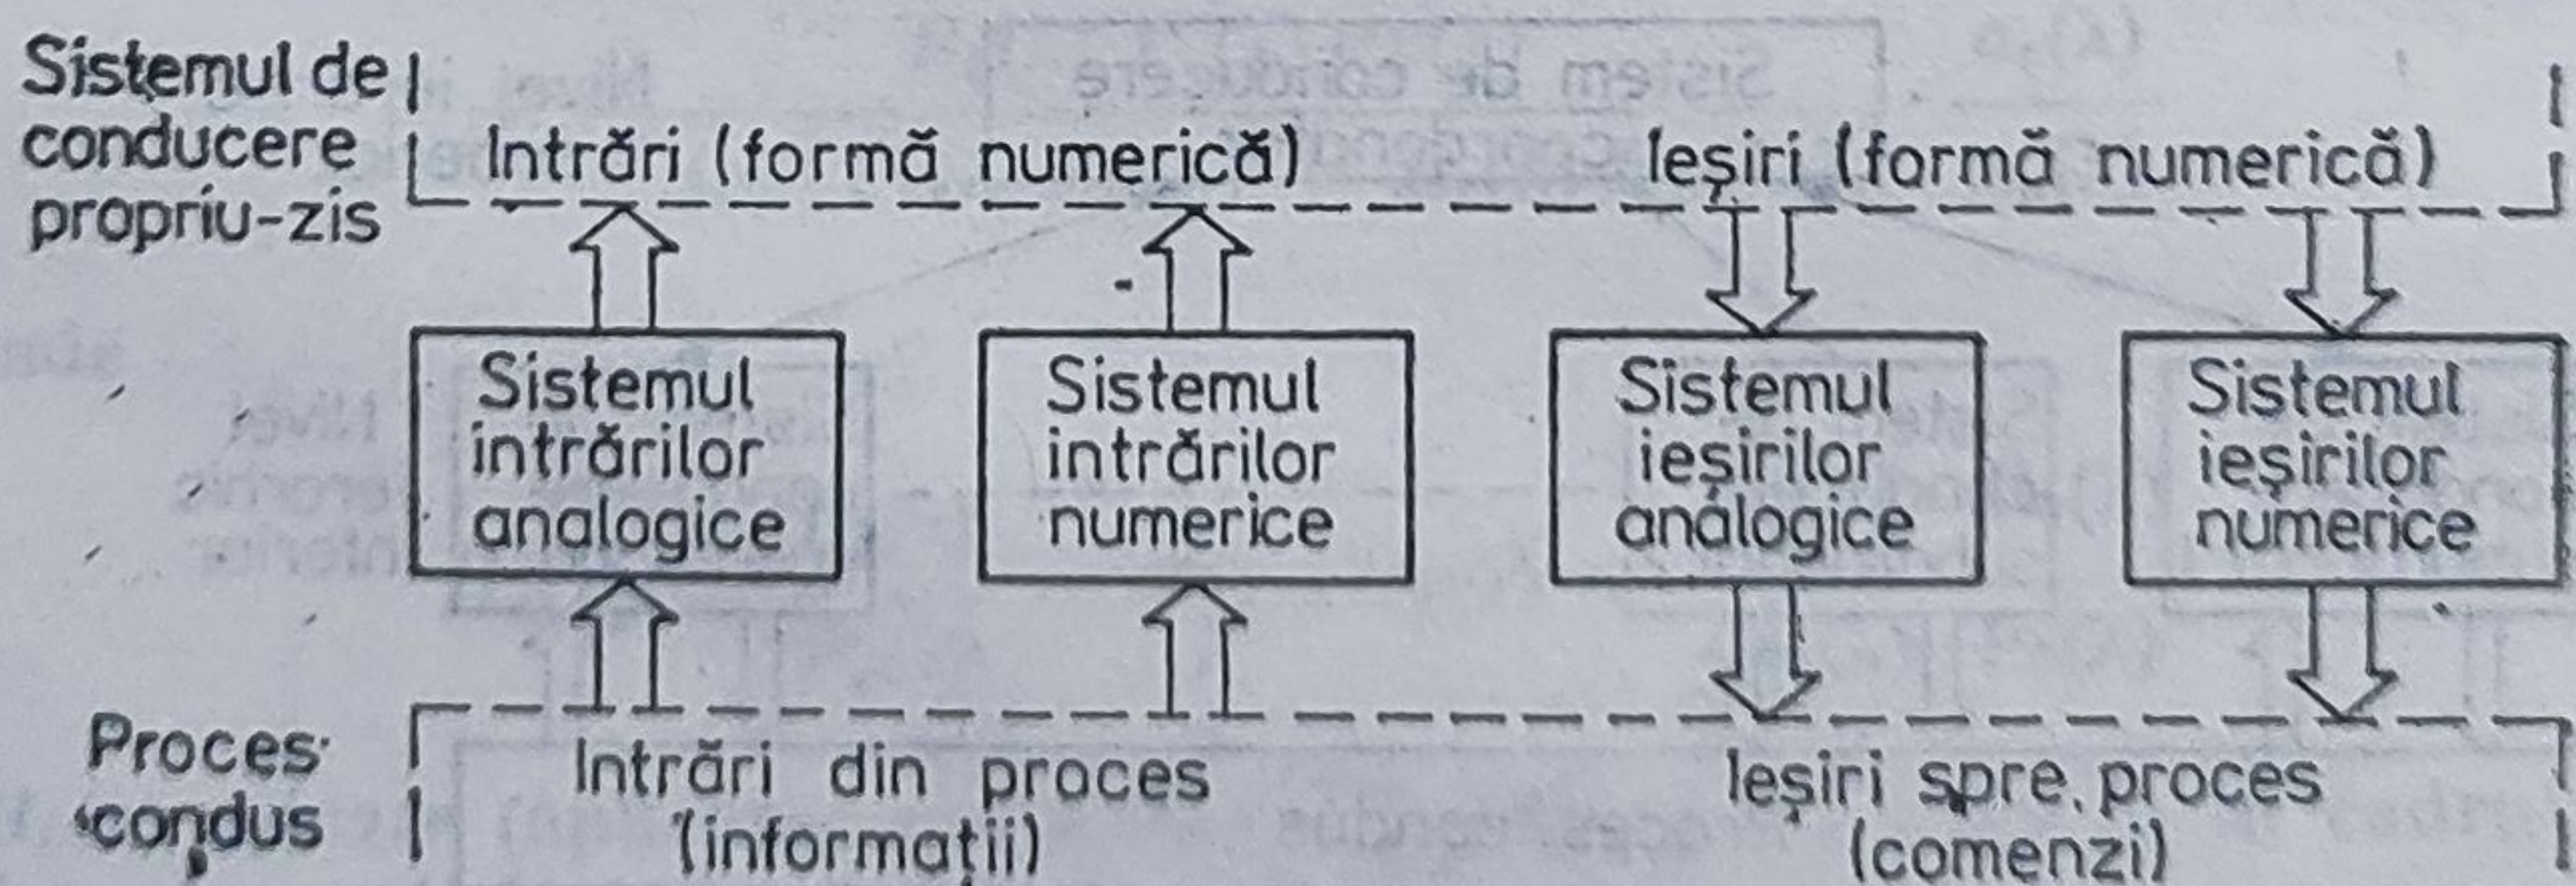 Sistemul de
conducere
propriu-zis
Intrări (formă numerică)
Ieşiri (formă numerică)
Sistemul
intrărilor
analogice
Sistemul
intrărilor
numerice
Sistemul
ieşirilor
analogice
Sistemul
ieşirilor
numerice
Proces
condus
Intrări din proces
(informaţii)
Ieşiri spre proces
(comenzi)